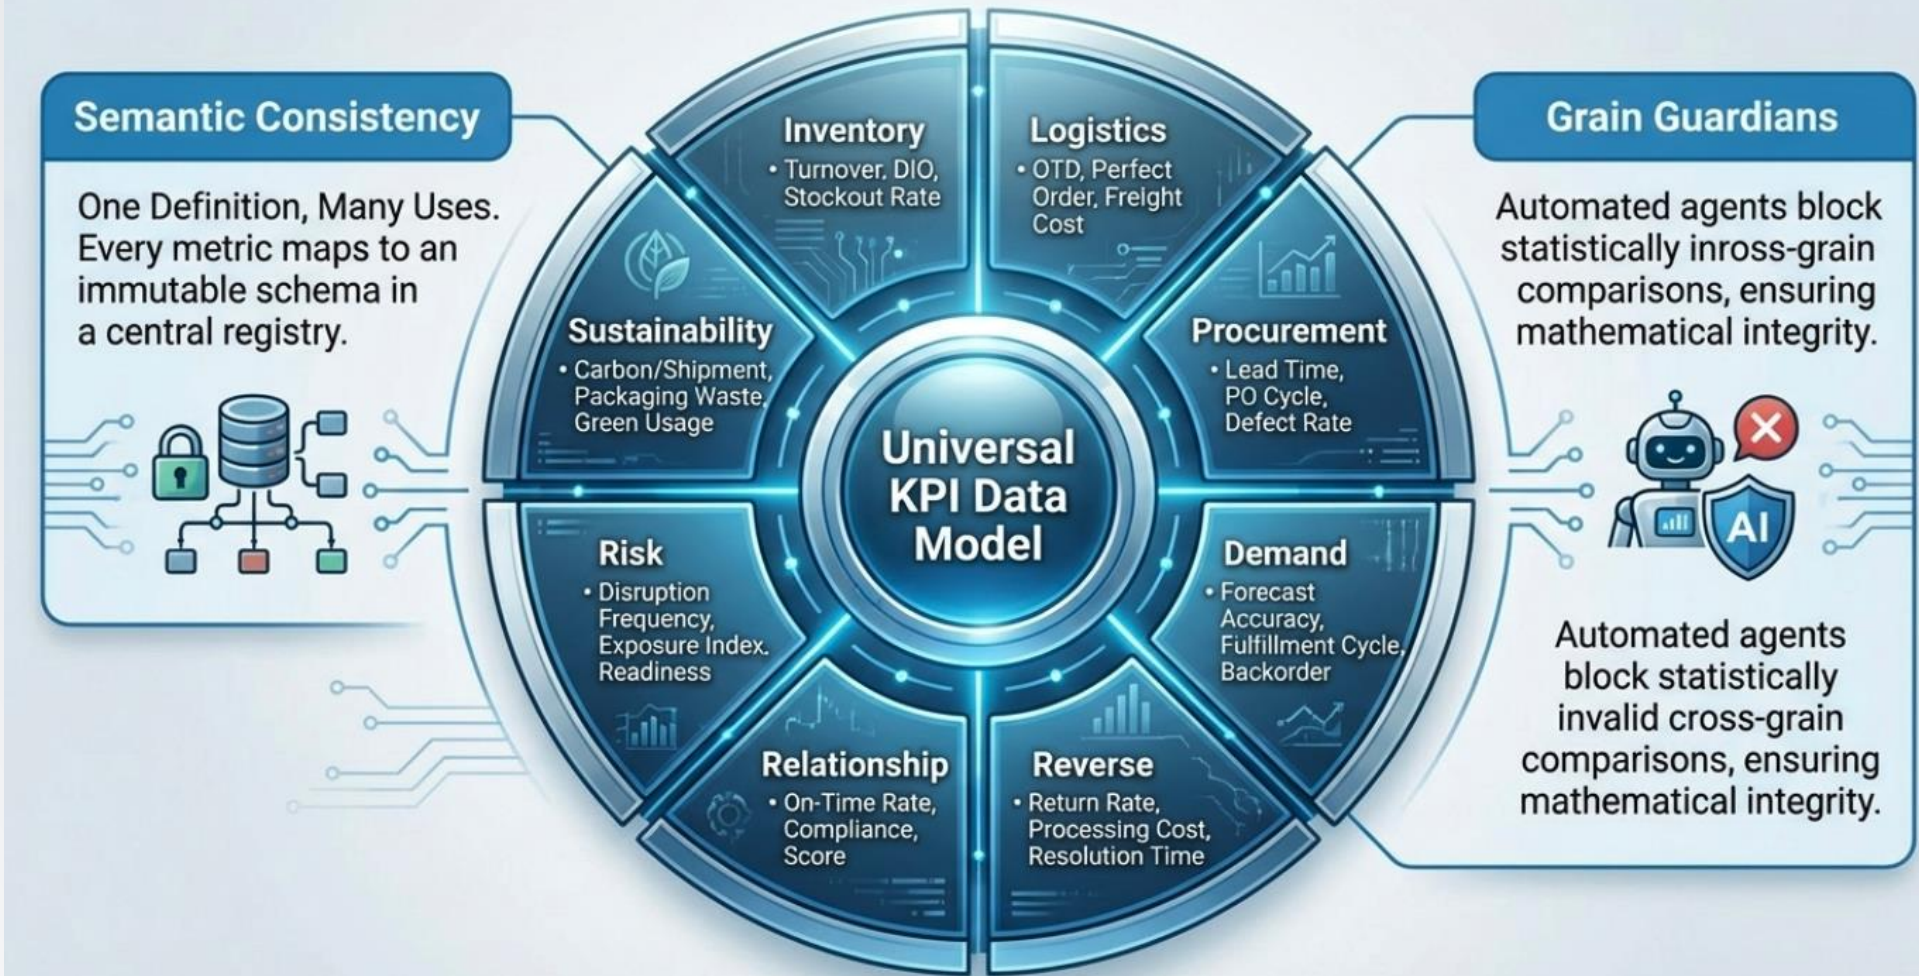 Semantic Consistency
One Definition, Many Uses.
Every metric maps to an
immutable schema in
a central registry.
Inventory
• Turnover. DIO,
Stockout Rate
Logistics
• OTD, Perfect
Order, Freight
Cost
Sustainability
• Carbon/Shipment,
Packaging Waste,
Green Usage
Procurement
• Lead Time,
PO Cycle,
Defect Rate
Universal
KPI Data
Model
Risk
• Disruption
Frequency,
Exposure Index.
Readiness
Demand
• Forecast
Accuracy,
Fulfillment Cycle,
Backorder
Relationship
• On-Time Rate,
Compliance,
Score
Reverse
• Return Rate,
Processing Cost,
Resolution Time
Grain Guardians
Automated agents block
statistically inross-grain
comparisons, ensuring
mathematical integrity.
AI
Automated agents
block statistically
invalid cross-grain
comparisons, ensuring
mathematical integrity.